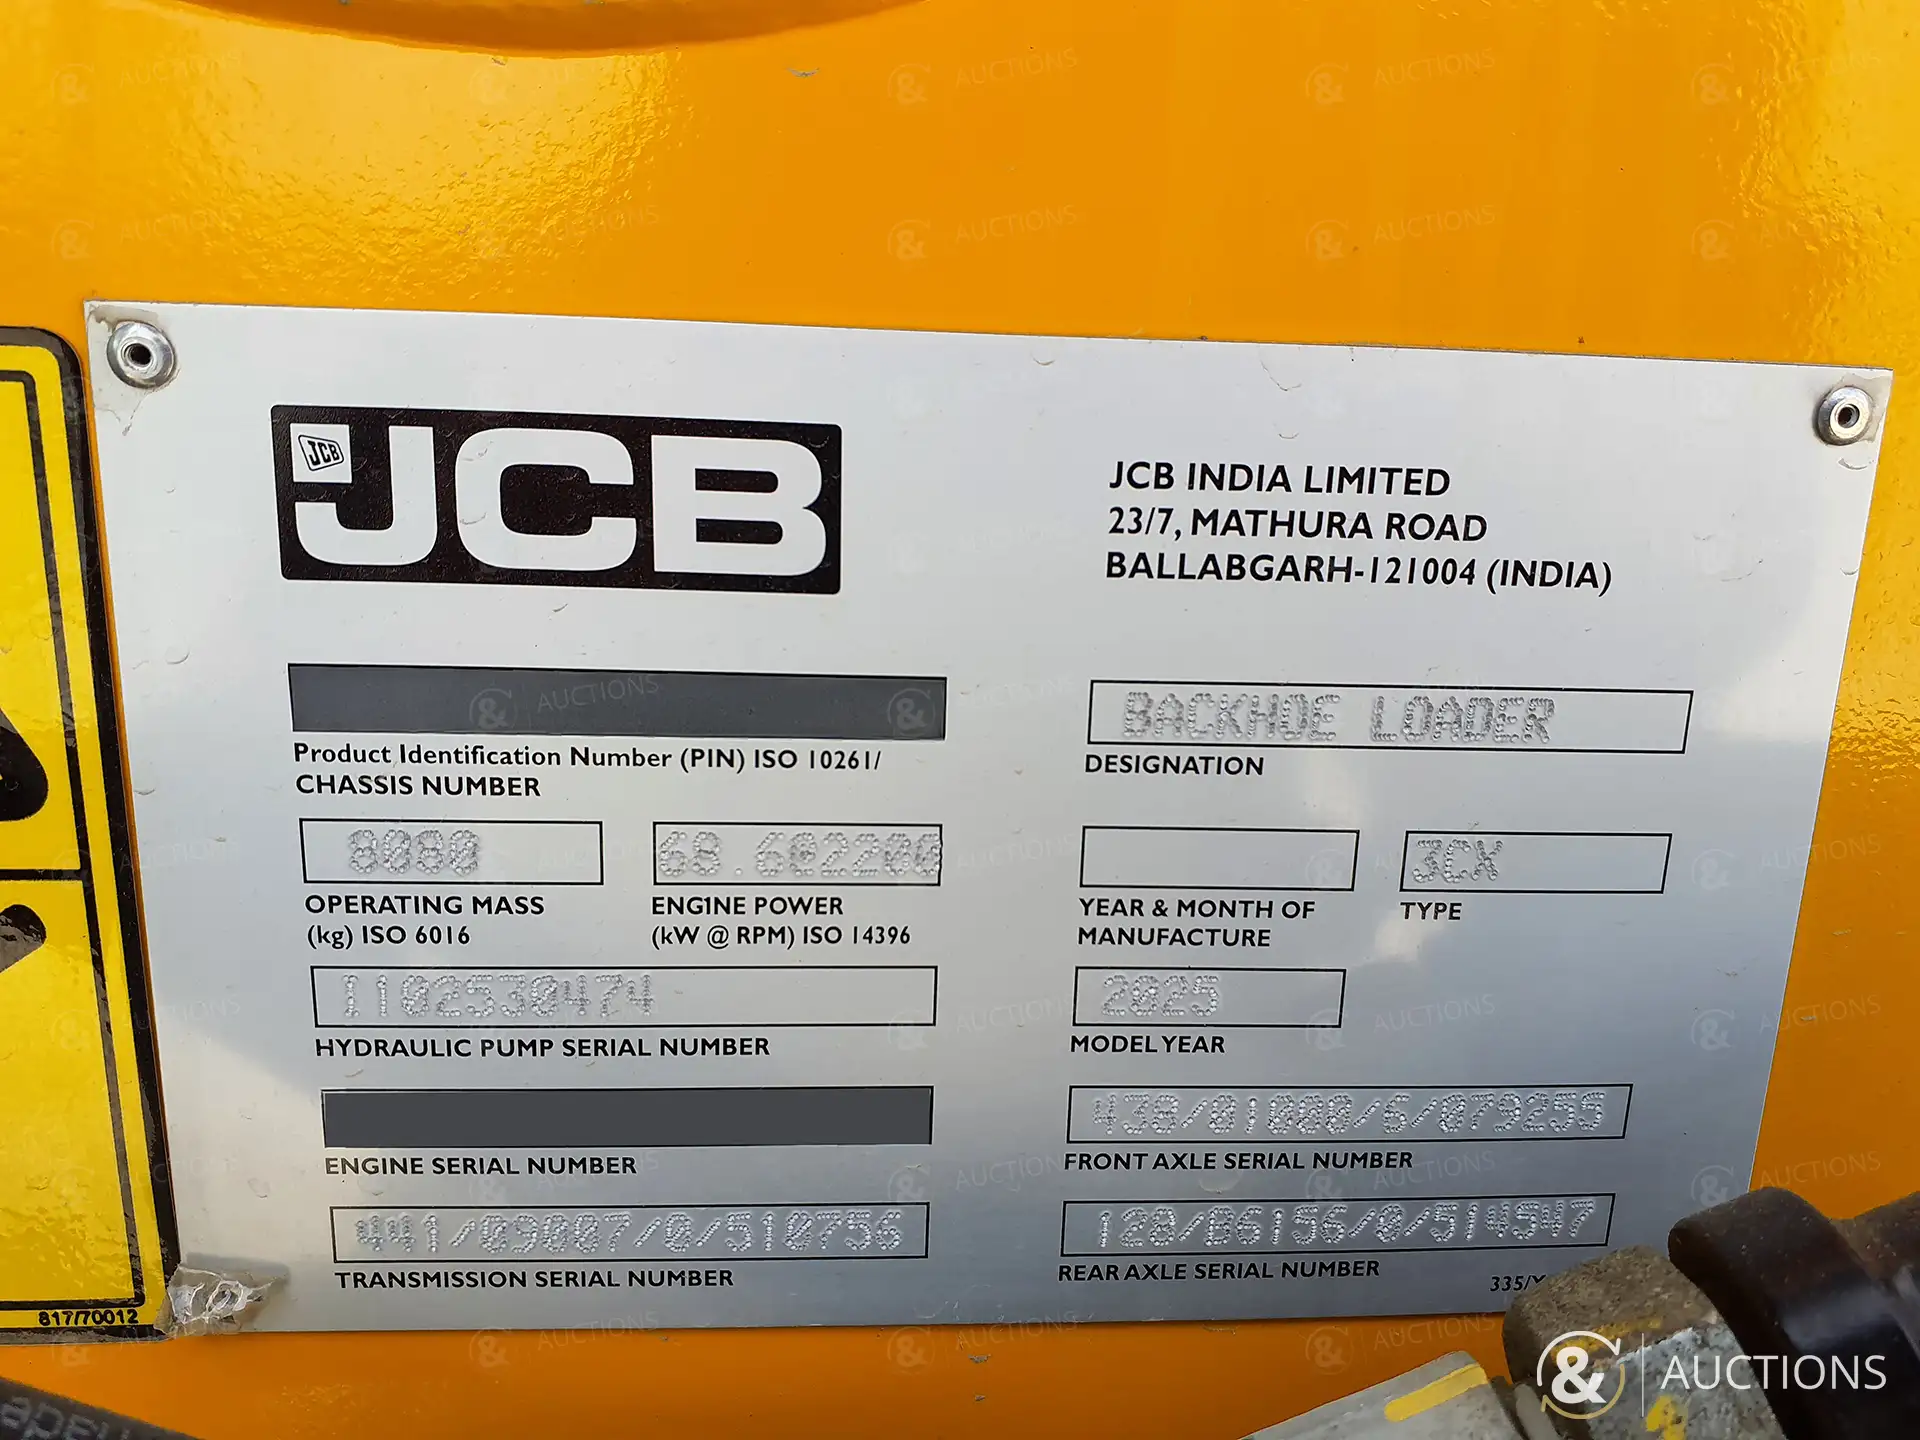 JCB
JCB
JCB INDIA LIMITED
23/7, MATHURA ROAD
BALLABGARH-121004 (INDIA)
Product Identification Number (PIN) ISO 10261/
CHASSIS NUMBER
BACKHOE LOADER
DESIGNATION
8080
OPERATING MASS
(kg) ISO 6016
68.6@2200
ENGINE POWER
(kW @ RPM) ISO 14396
YEAR & MONTH OF
MANUFACTURE
3CX
TYPE
I102530474
HYDRAULIC PUMP SERIAL NUMBER
2025
MODEL YEAR
ENGINE SERIAL NUMBER
438/01000/6/079255
FRONT AXLE SERIAL NUMBER
441/09007/0/510756
TRANSMISSION SERIAL NUMBER
128/B6156/0/514547
REAR AXLE SERIAL NUMBER
335/
817/70012
& AUCTIONS